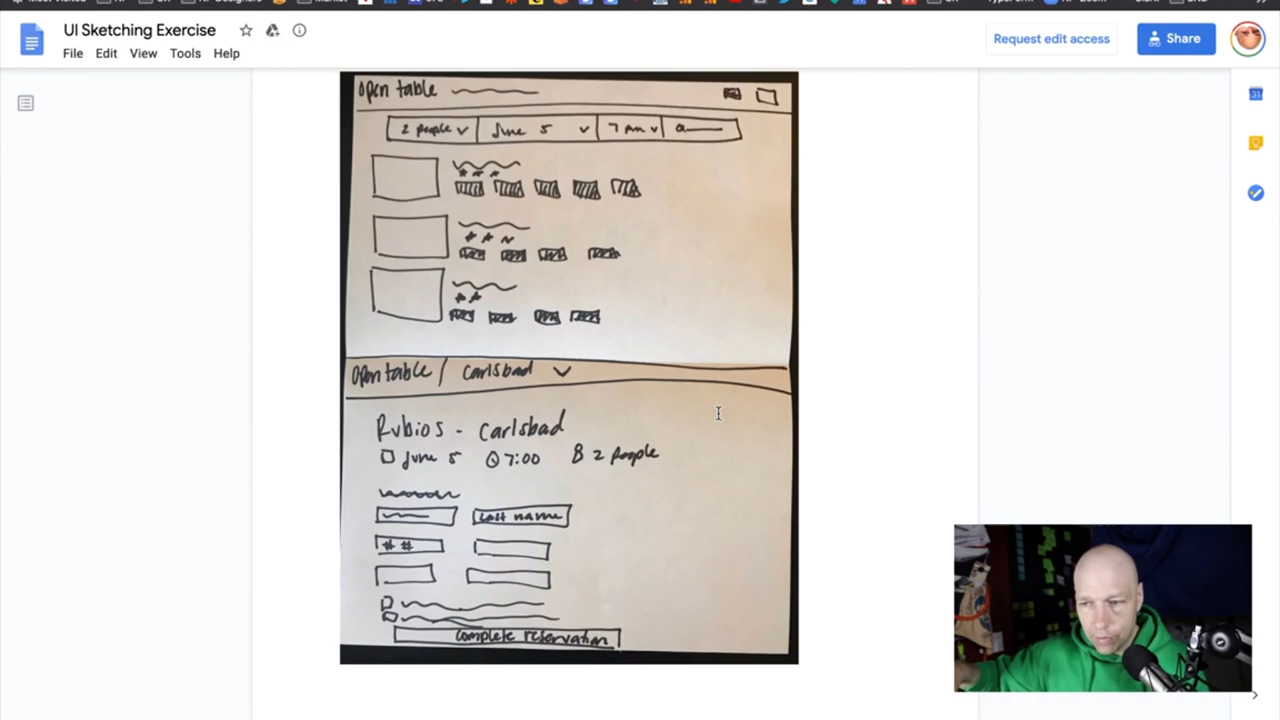 UI Sketching Exercise
File Edit View Tools Help
Request edit access
Share
Open table
2 people June 5 7 pm
Open table / Carlsbad
Rubios - Carlsbad
June 5 7:00 2 people
Last name
# #
Complete reservation